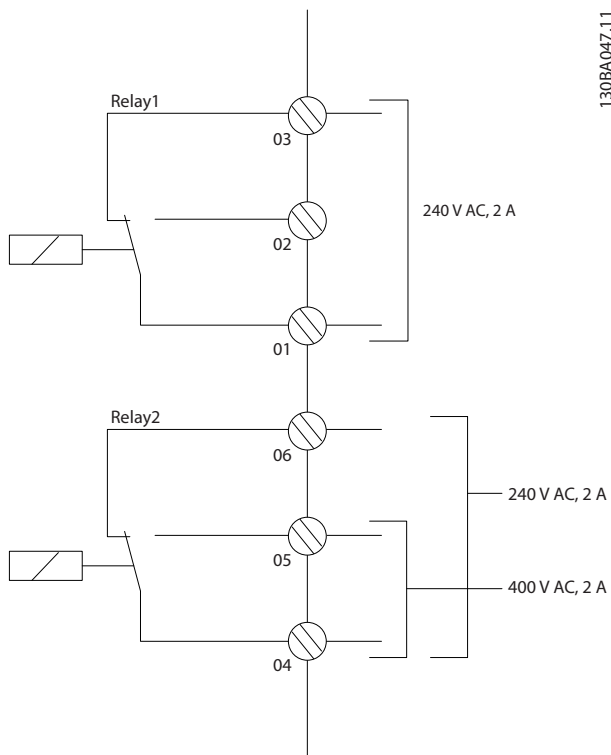 130BA047.11
Relay1
03
240 V AC, 2 A
02
01
Relay2
06
240 V AC, 2 A
05
400 V AC, 2 A
04